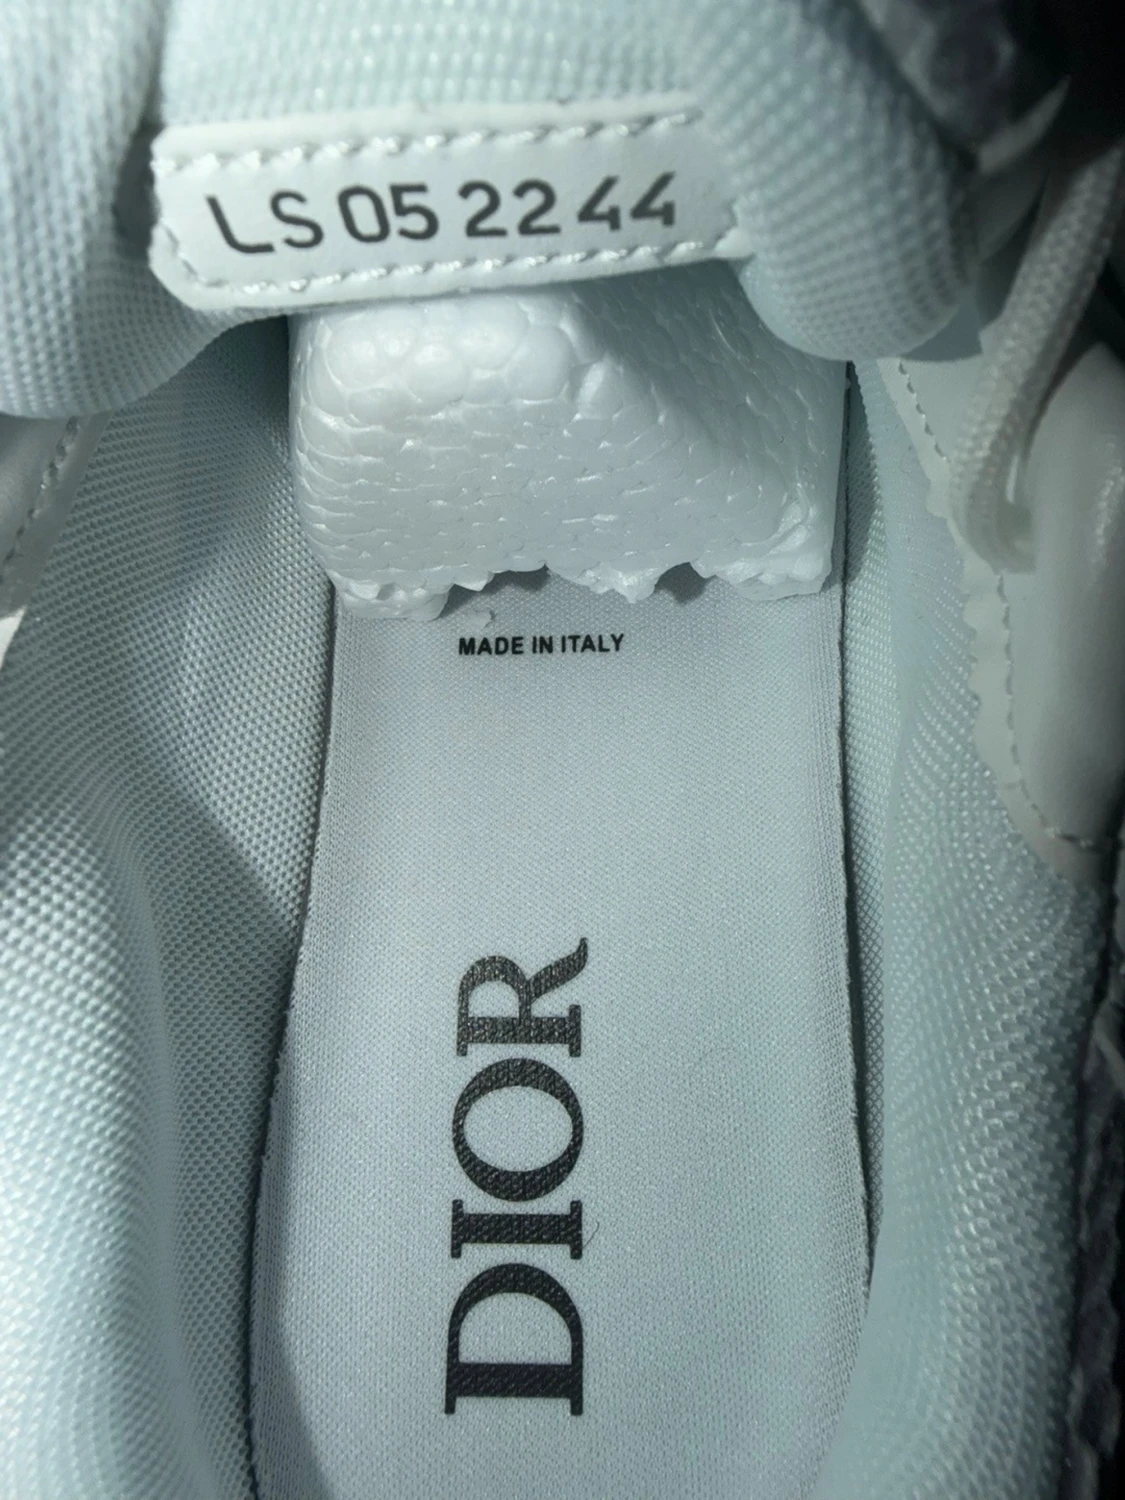 LS 05 22 44
MADE IN ITALY
DIOR